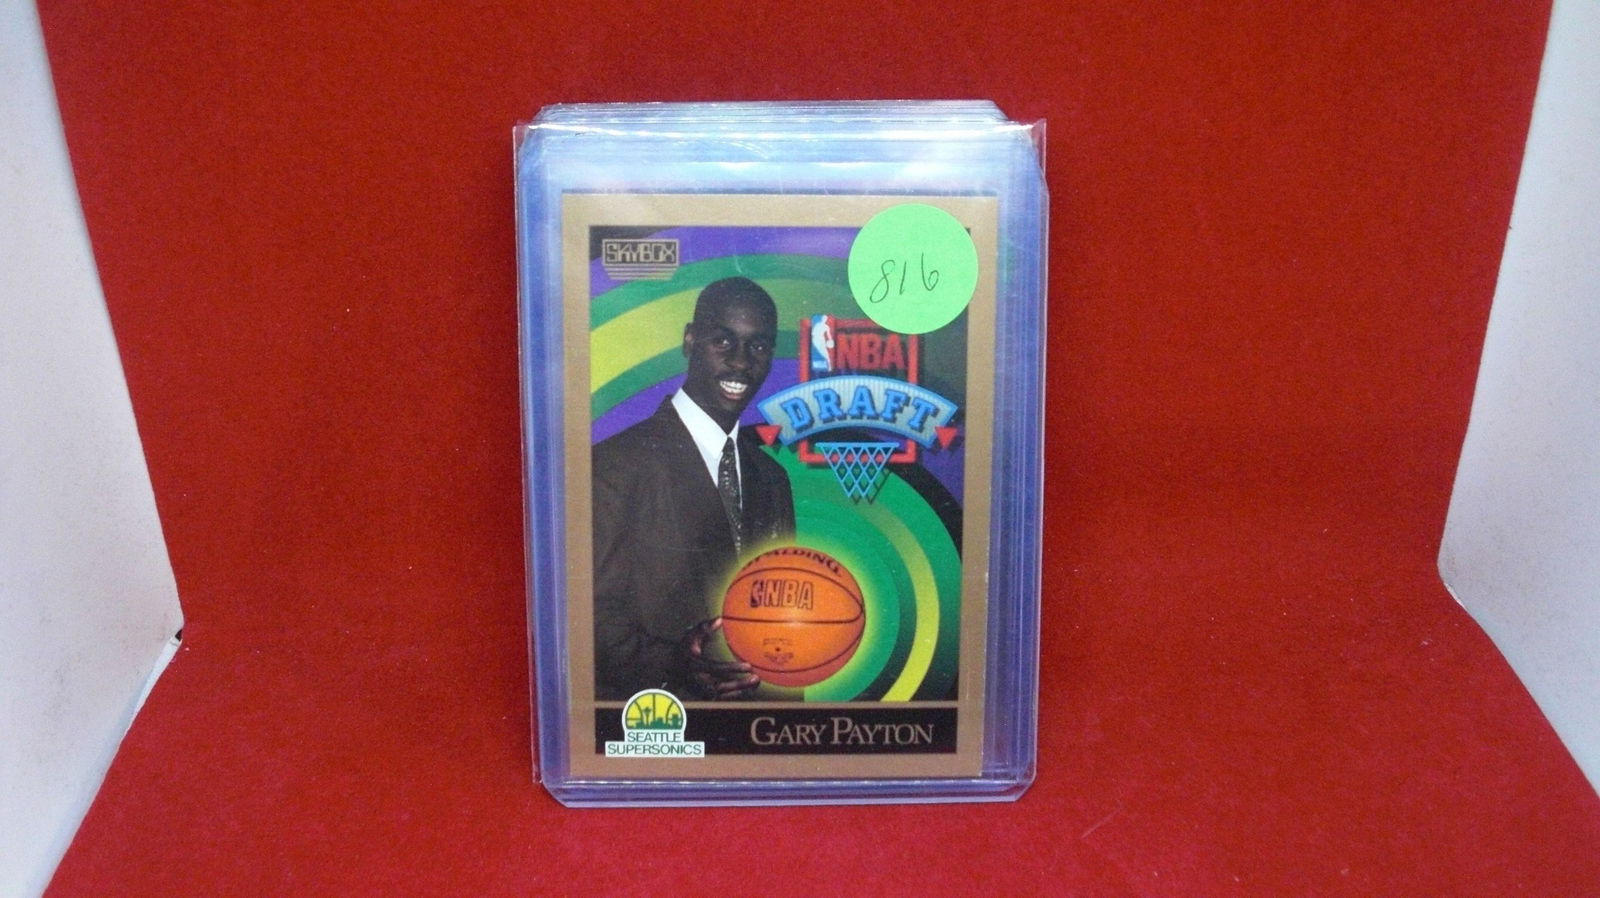 SKYBOX
816
NBA
DRAFT
SPALDING
NBA
SEATTLE
SUPERSONICS
GARY PAYTON